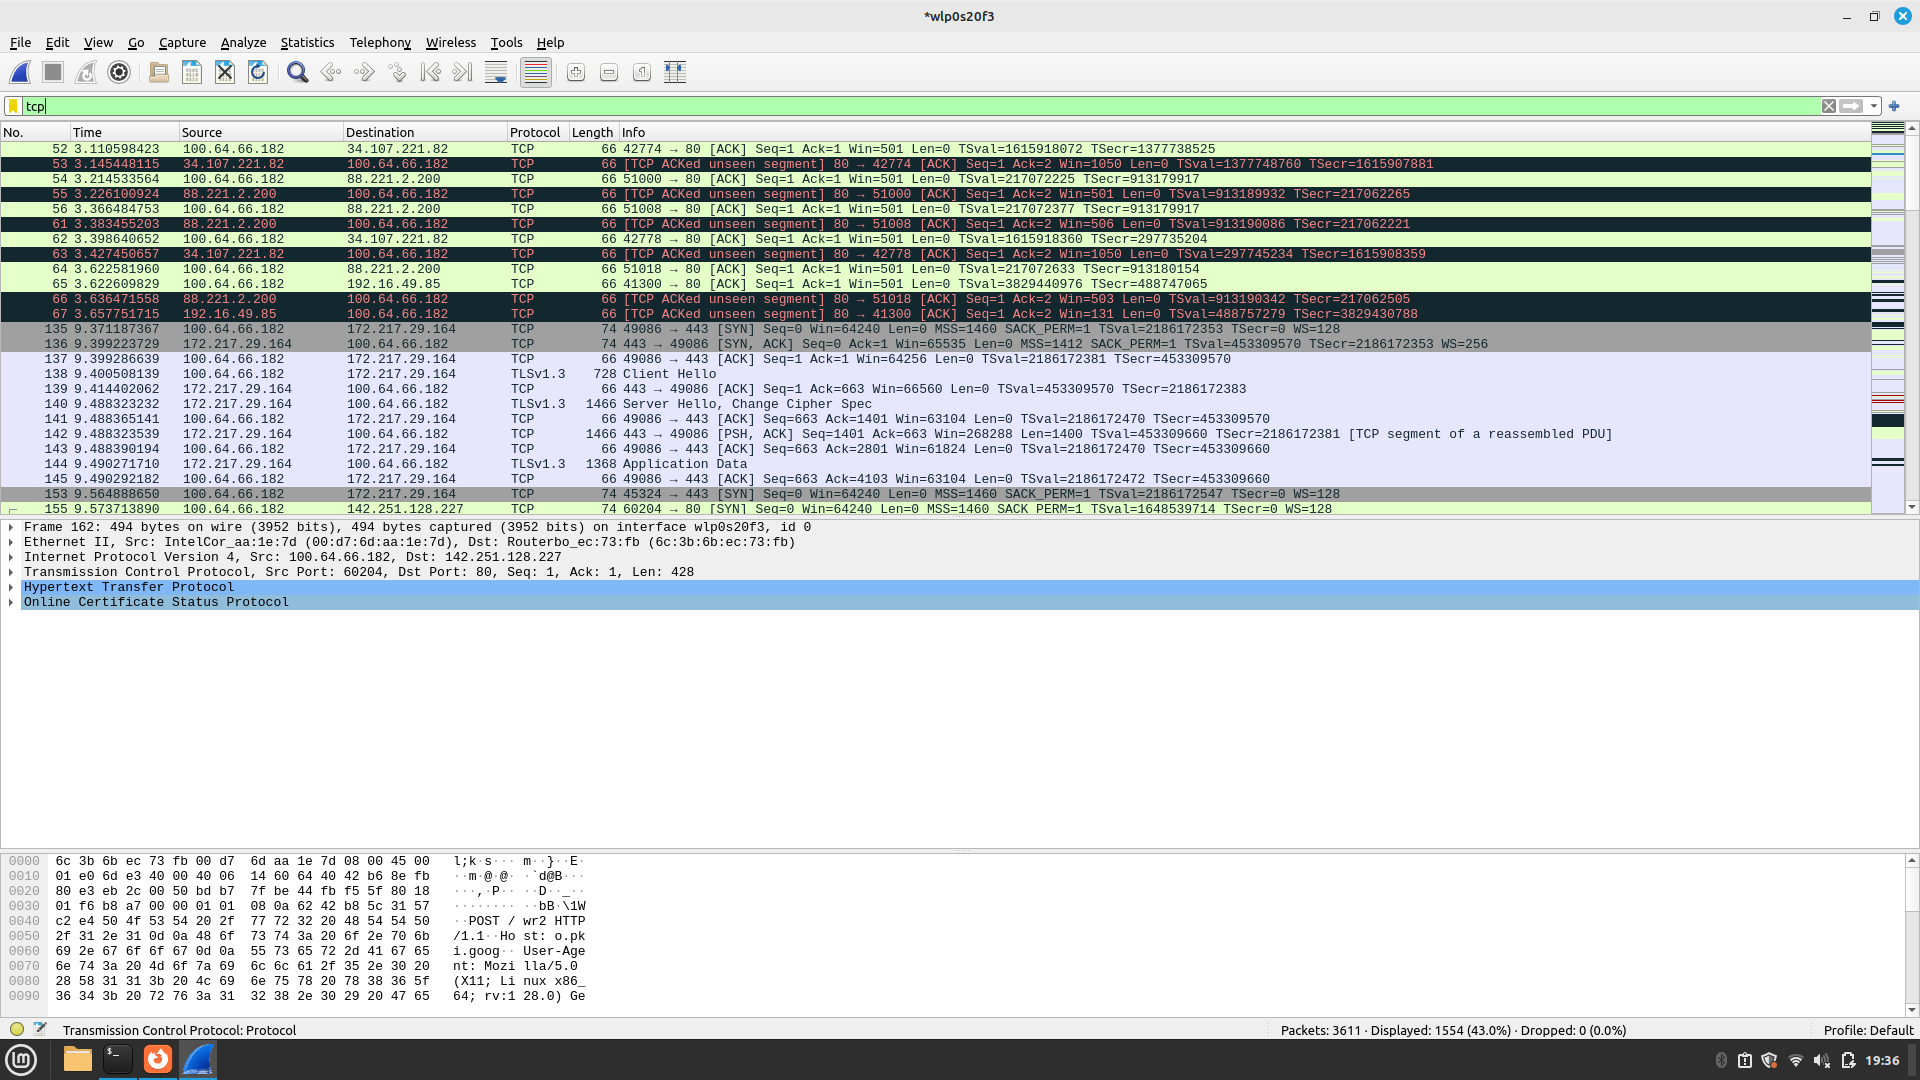 *wlp0s20f3
File Edit View Go Capture Analyze Statistics Telephony Wireless Tools Help
tcp
No. Time Source Destination Protocol Length Info
52 3.110598423 100.64.66.182 34.107.221.82 TCP 66 42774 → 80 [ACK] Seq=1 Ack=1 Win=501 Len=0 TSval=1615918072 TSecr=1377738525
53 3.145448115 34.107.221.82 100.64.66.182 TCP 66 [TCP ACKed unseen segment] 80 → 42774 [ACK] Seq=1 Ack=2 Win=1050 Len=0 TSval=1377748760 TSecr=1615907881
54 3.214533564 100.64.66.182 88.221.2.200 TCP 66 51000 → 80 [ACK] Seq=1 Ack=1 Win=501 Len=0 TSval=217072225 TSecr=913179917
55 3.226100924 88.221.2.200 100.64.66.182 TCP 66 [TCP ACKed unseen segment] 80 → 51000 [ACK] Seq=1 Ack=2 Win=501 Len=0 TSval=913189932 TSecr=217062265
56 3.366484753 100.64.66.182 88.221.2.200 TCP 66 51008 → 80 [ACK] Seq=1 Ack=1 Win=501 Len=0 TSval=217072377 TSecr=913179917
61 3.383455203 88.221.2.200 100.64.66.182 TCP 66 [TCP ACKed unseen segment] 80 → 51008 [ACK] Seq=1 Ack=2 Win=506 Len=0 TSval=913190086 TSecr=217062221
62 3.398640652 100.64.66.182 34.107.221.82 TCP 66 42778 → 80 [ACK] Seq=1 Ack=1 Win=501 Len=0 TSval=1615918360 TSecr=297735204
63 3.427450657 34.107.221.82 100.64.66.182 TCP 66 [TCP ACKed unseen segment] 80 → 42778 [ACK] Seq=1 Ack=2 Win=1050 Len=0 TSval=297745234 TSecr=1615908359
64 3.622581960 100.64.66.182 88.221.2.200 TCP 66 51018 → 80 [ACK] Seq=1 Ack=1 Win=501 Len=0 TSval=217072633 TSecr=913180154
65 3.622609829 100.64.66.182 192.16.49.85 TCP 66 41300 → 80 [ACK] Seq=1 Ack=1 Win=501 Len=0 TSval=3829440976 TSecr=488747065
66 3.636471558 88.221.2.200 100.64.66.182 TCP 66 [TCP ACKed unseen segment] 80 → 51018 [ACK] Seq=1 Ack=2 Win=503 Len=0 TSval=913190342 TSecr=217062505
67 3.657751715 192.16.49.85 100.64.66.182 TCP 66 [TCP ACKed unseen segment] 80 → 41300 [ACK] Seq=1 Ack=2 Win=131 Len=0 TSval=488757279 TSecr=3829430788
135 9.371187367 100.64.66.182 172.217.29.164 TCP 74 49086 → 443 [SYN] Seq=0 Win=64240 Len=0 MSS=1460 SACK_PERM=1 TSval=2186172353 TSecr=0 WS=128
136 9.399223729 172.217.29.164 100.64.66.182 TCP 74 443 → 49086 [SYN, ACK] Seq=0 Ack=1 Win=65535 Len=0 MSS=1412 SACK_PERM=1 TSval=453309570 TSecr=2186172353 WS=256
137 9.399286639 100.64.66.182 172.217.29.164 TCP 66 49086 → 443 [ACK] Seq=1 Ack=1 Win=64256 Len=0 TSval=2186172381 TSecr=453309570
138 9.400508139 100.64.66.182 172.217.29.164 TLSv1.3 728 Client Hello
139 9.414402062 172.217.29.164 100.64.66.182 TCP 66 443 → 49086 [ACK] Seq=1 Ack=663 Win=66560 Len=0 TSval=453309570 TSecr=2186172383
140 9.488323232 172.217.29.164 100.64.66.182 TLSv1.3 1466 Server Hello, Change Cipher Spec
141 9.488365141 100.64.66.182 172.217.29.164 TCP 66 49086 → 443 [ACK] Seq=663 Ack=1401 Win=63104 Len=0 TSval=2186172470 TSecr=453309570
142 9.488323539 172.217.29.164 100.64.66.182 TCP 1466 443 → 49086 [PSH, ACK] Seq=1401 Ack=663 Win=268288 Len=1400 TSval=453309660 TSecr=2186172381 [TCP segment of a reassembled PDU]
143 9.488390194 100.64.66.182 172.217.29.164 TCP 66 49086 → 443 [ACK] Seq=663 Ack=2801 Win=61824 Len=0 TSval=2186172470 TSecr=453309660
144 9.490271710 172.217.29.164 100.64.66.182 TLSv1.3 1368 Application Data
145 9.490292182 100.64.66.182 172.217.29.164 TCP 66 49086 → 443 [ACK] Seq=663 Ack=4103 Win=63104 Len=0 TSval=2186172472 TSecr=453309660
153 9.564888650 100.64.66.182 172.217.29.164 TCP 74 45324 → 443 [SYN] Seq=0 Win=64240 Len=0 MSS=1460 SACK_PERM=1 TSval=2186172547 TSecr=0 WS=128
155 9.573713890 100.64.66.182 142.251.128.227 TCP 74 60204 → 80 [SYN] Seq=0 Win=64240 Len=0 MSS=1460 SACK PERM=1 TSval=1648539714 TSecr=0 WS=128
Frame 162: 494 bytes on wire (3952 bits), 494 bytes captured (3952 bits) on interface wlp0s20f3, id 0
Ethernet II, Src: IntelCor_aa:1e:7d (00:d7:6d:aa:1e:7d), Dst: Routerbo_ec:73:fb (6c:3b:6b:ec:73:fb)
Internet Protocol Version 4, Src: 100.64.66.182, Dst: 142.251.128.227
Transmission Control Protocol, Src Port: 60204, Dst Port: 80, Seq: 1, Ack: 1, Len: 428
Hypertext Transfer Protocol
Online Certificate Status Protocol
0000 6c 3b 6b ec 73 fb 00 d7 6d aa 1e 7d 08 00 45 00 l;k·s··· m··}··E·
0010 01 e0 6d e3 40 00 40 06 14 60 64 40 42 b6 8e fb ··m·@·@· ·`d@B···
0020 80 e3 eb 2c 00 50 bd b7 7f be 44 fb f5 5f 80 18 ···,·P·· ··D··_··
0030 01 f6 b8 a7 00 00 01 01 08 0a 62 42 b8 5c 31 57 ········ ··bB·\1W
0040 c2 e4 50 4f 53 54 20 2f 77 72 32 20 48 54 54 50 ··POST / wr2 HTTP
0050 2f 31 2e 31 0d 0a 48 6f 73 74 3a 20 6f 2e 70 6b /1.1··Ho st: o.pk
0060 69 2e 67 6f 6f 67 0d 0a 55 73 65 72 2d 41 67 65 i.goog·· User-Age
0070 6e 74 3a 20 4d 6f 7a 69 6c 6c 61 2f 35 2e 30 20 nt: Mozi lla/5.0
0080 28 58 31 31 3b 20 4c 69 6e 75 78 20 78 38 36 5f (X11; Li nux x86_
0090 36 34 3b 20 72 76 3a 31 32 38 2e 30 29 20 47 65 64; rv:1 28.0) Ge
Transmission Control Protocol: Protocol
Packets: 3611 · Displayed: 1554 (43.0%) · Dropped: 0 (0.0%)
Profile: Default
19:36